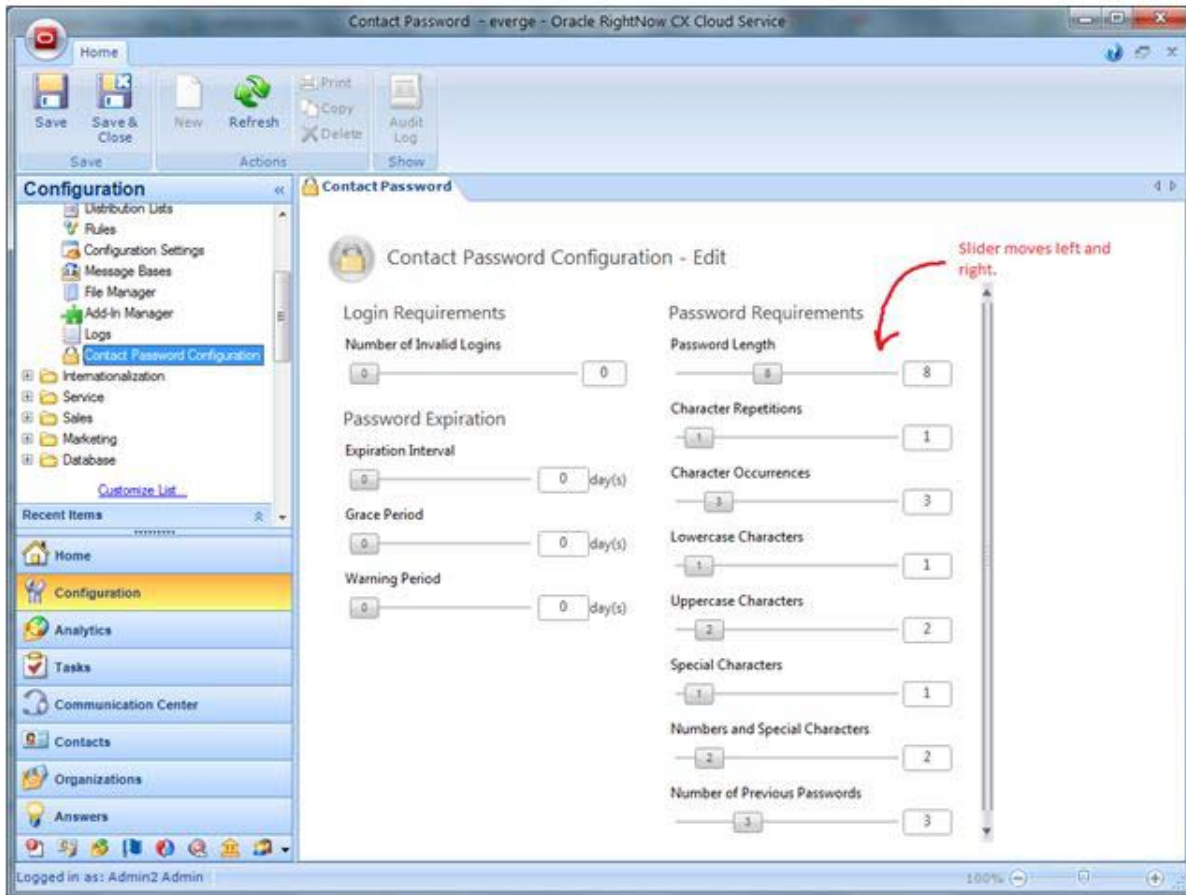 Contact Password - everge - Oracle RightNow CX Cloud Service
Home
Save
Save & Close
New
Refresh
Print
Copy
Delete
Audit Log
Save
Actions
Show
Configuration
Contact Password
Distribution Lists
Rules
Configuration Settings
Message Bases
File Manager
Add-In Manager
Logs
Contact Password Configuration
Internationalization
Service
Sales
Marketing
Database
Customize List...
Recent Items
Home
Configuration
Analytics
Tasks
Communication Center
Contacts
Organizations
Answers
Contact Password Configuration - Edit
Slider moves left and
right.
Login Requirements
Number of Invalid Logins
0 0
Password Expiration
Expiration Interval
0 0 day(s)
Grace Period
0 0 day(s)
Warning Period
0 0 day(s)
Password Requirements
Password Length
8 8
Character Repetitions
1 1
Character Occurrences
3 3
Lowercase Characters
1 1
Uppercase Characters
2 2
Special Characters
1 1
Numbers and Special Characters
2 2
Number of Previous Passwords
3 3
Logged in as: Admin2 Admin
100%